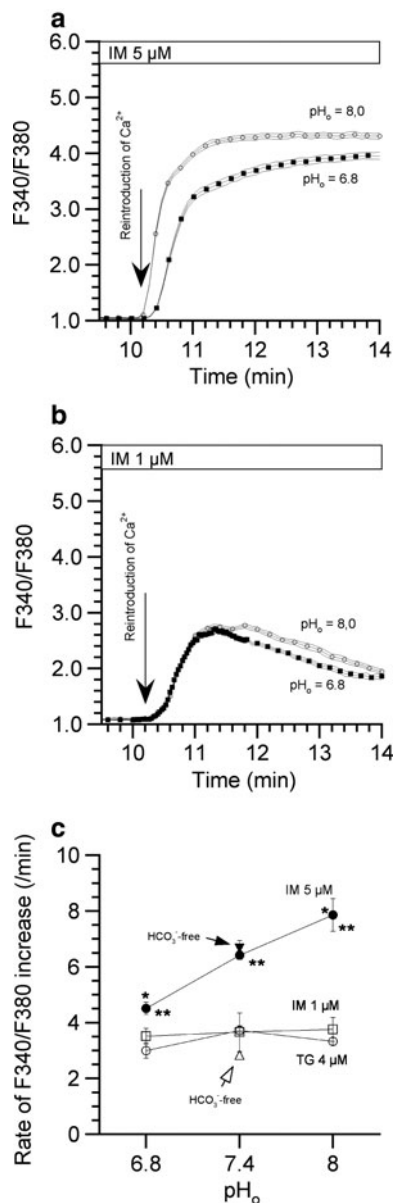 a
IM 5 µM
6.0
5.0
4.0
3.0
2.0
1.0
F340/F380
Reintroduction of Ca²⁺
pHₒ = 8,0
pHₒ = 6.8
10 11 12 13 14
Time (min)
b
IM 1 µM
6.0
5.0
4.0
3.0
2.0
1.0
F340/F380
Reintroduction of Ca²⁺
pHₒ = 8,0
pHₒ = 6.8
10 11 12 13 14
Time (min)
c
10
8
6
4
2
0
Rate of F340/F380 increase (/min)
IM 5 µM
HCO₃⁻-free
*
**
**
*
**
IM 1 µM
TG 4 µM
HCO₃⁻-free
6.8 7.4 8
pHₒ